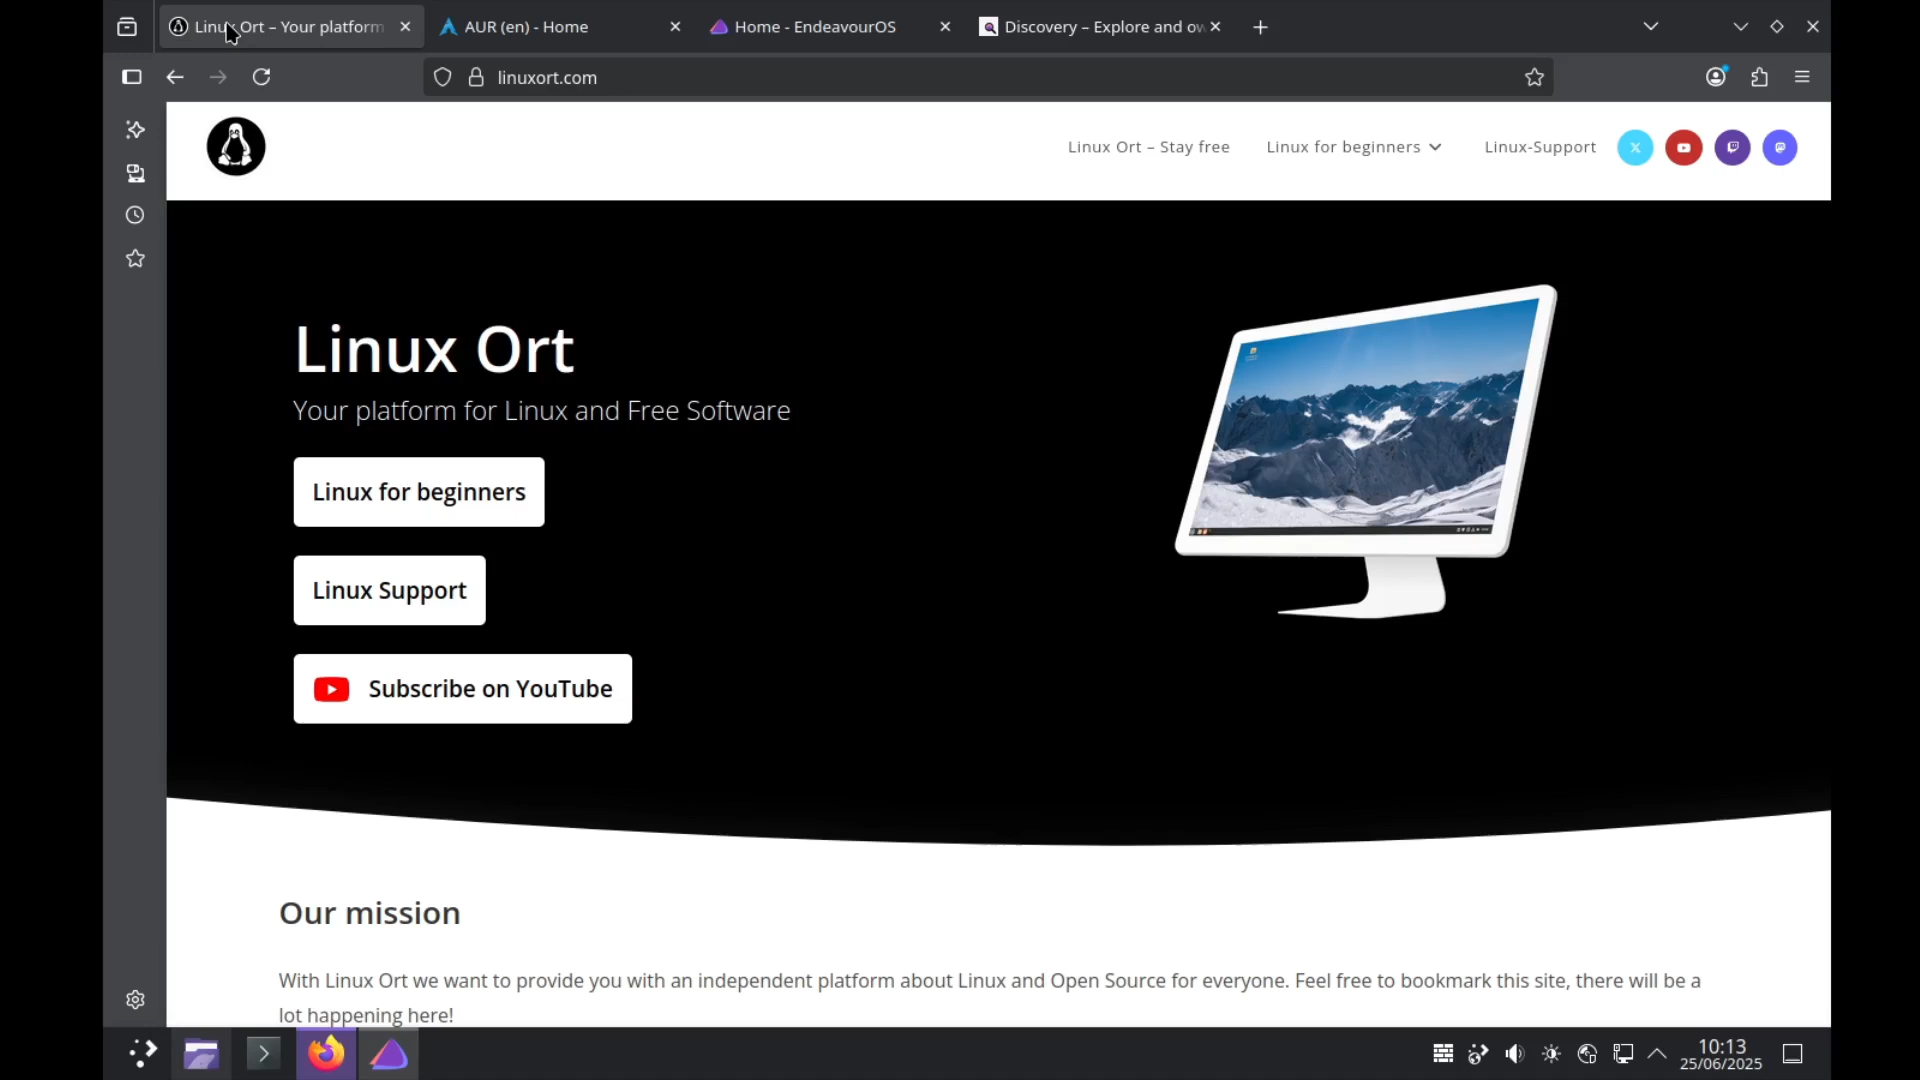 Linux Ort – Your platform
AUR (en) - Home
Home - EndeavourOS
Discovery – Explore and ow
linuxort.com
Linux Ort – Stay free
Linux for beginners
Linux-Support
Linux Ort
Your platform for Linux and Free Software
Linux for beginners
Linux Support
Subscribe on YouTube
Our mission
With Linux Ort we want to provide you with an independent platform about Linux and Open Source for everyone. Feel free to bookmark this site, there will be a
lot happening here!
10:13
25/06/2025